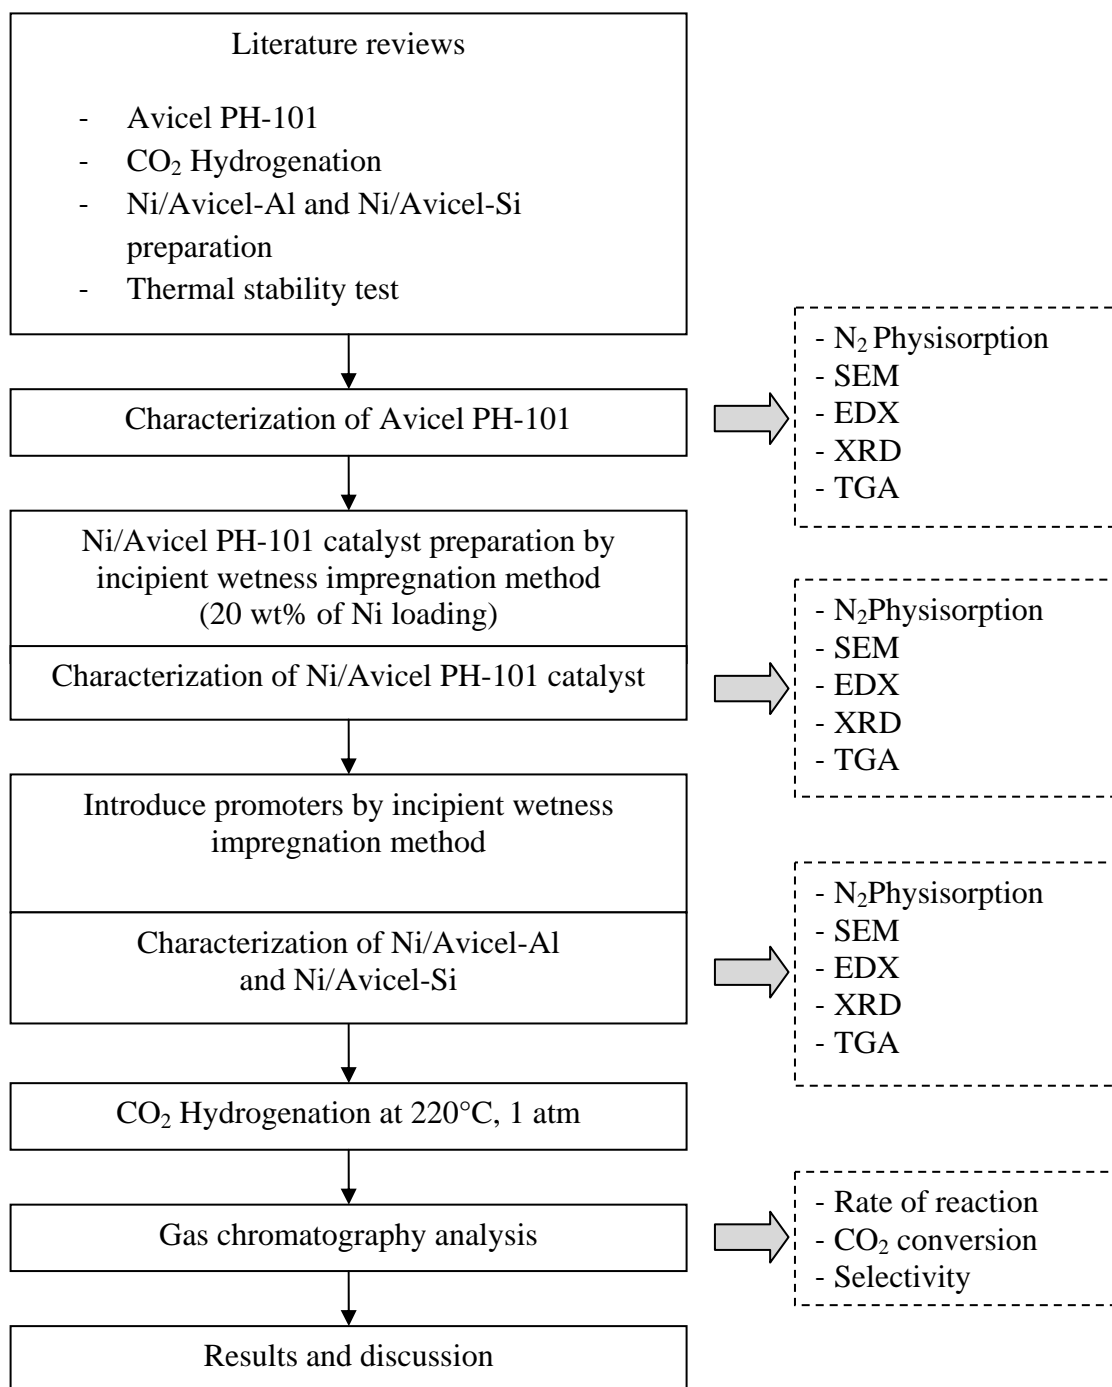 Literature reviews
- Avicel PH-101
- CO₂ Hydrogenation
- Ni/Avicel-Al and Ni/Avicel-Si
preparation
- Thermal stability test
Characterization of Avicel PH-101
- N₂ Physisorption
- SEM
- EDX
- XRD
- TGA
Ni/Avicel PH-101 catalyst preparation by
incipient wetness impregnation method
(20 wt% of Ni loading)
Characterization of Ni/Avicel PH-101 catalyst
- N₂Physisorption
- SEM
- EDX
- XRD
- TGA
Introduce promoters by incipient wetness
impregnation method
Characterization of Ni/Avicel-Al
and Ni/Avicel-Si
- N₂Physisorption
- SEM
- EDX
- XRD
- TGA
CO₂ Hydrogenation at 220°C, 1 atm
Gas chromatography analysis
- Rate of reaction
- CO₂ conversion
- Selectivity
Results and discussion